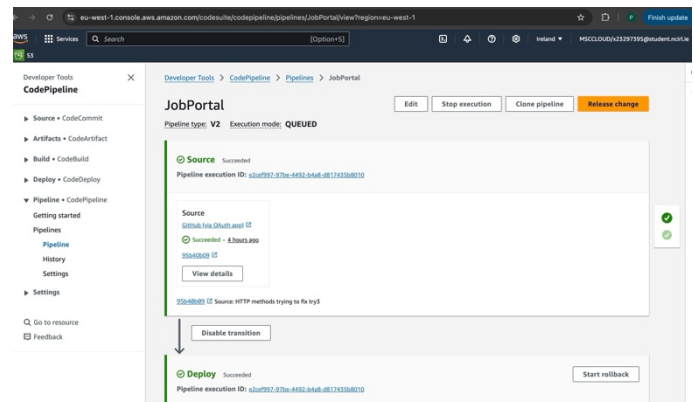 eu-west-1.console.aws.amazon.com/codesuite/codepipeline/pipelines/JobPortal/view?region=eu-west-1
P
Finish update
aws
Services
Search
[Option+S]
Ireland
MSCCLOUD/x23297395@student.ncirl.ie
S3
Developer Tools
CodePipeline
Source • CodeCommit
Artifacts • CodeArtifact
Build • CodeBuild
Deploy • CodeDeploy
Pipeline • CodePipeline
Getting started
Pipelines
Pipeline
History
Settings
Settings
Go to resource
Feedback
Developer Tools > CodePipeline > Pipelines > JobPortal
JobPortal
Edit
Stop execution
Clone pipeline
Release change
Pipeline type: V2 Execution mode: QUEUED
Source Succeeded
Pipeline execution ID: e2cef997-97be-4492-b4a8-d817435b8010
Source
GitHub (via OAuth app)
Succeeded - 4 hours ago
95b40b09
View details
95b40b09 Source: HTTP methods trying to fix try3
Disable transition
Deploy Succeeded
Start rollback
Pipeline execution ID: e2cef997-97be-4492-b4a8-d817435b8010